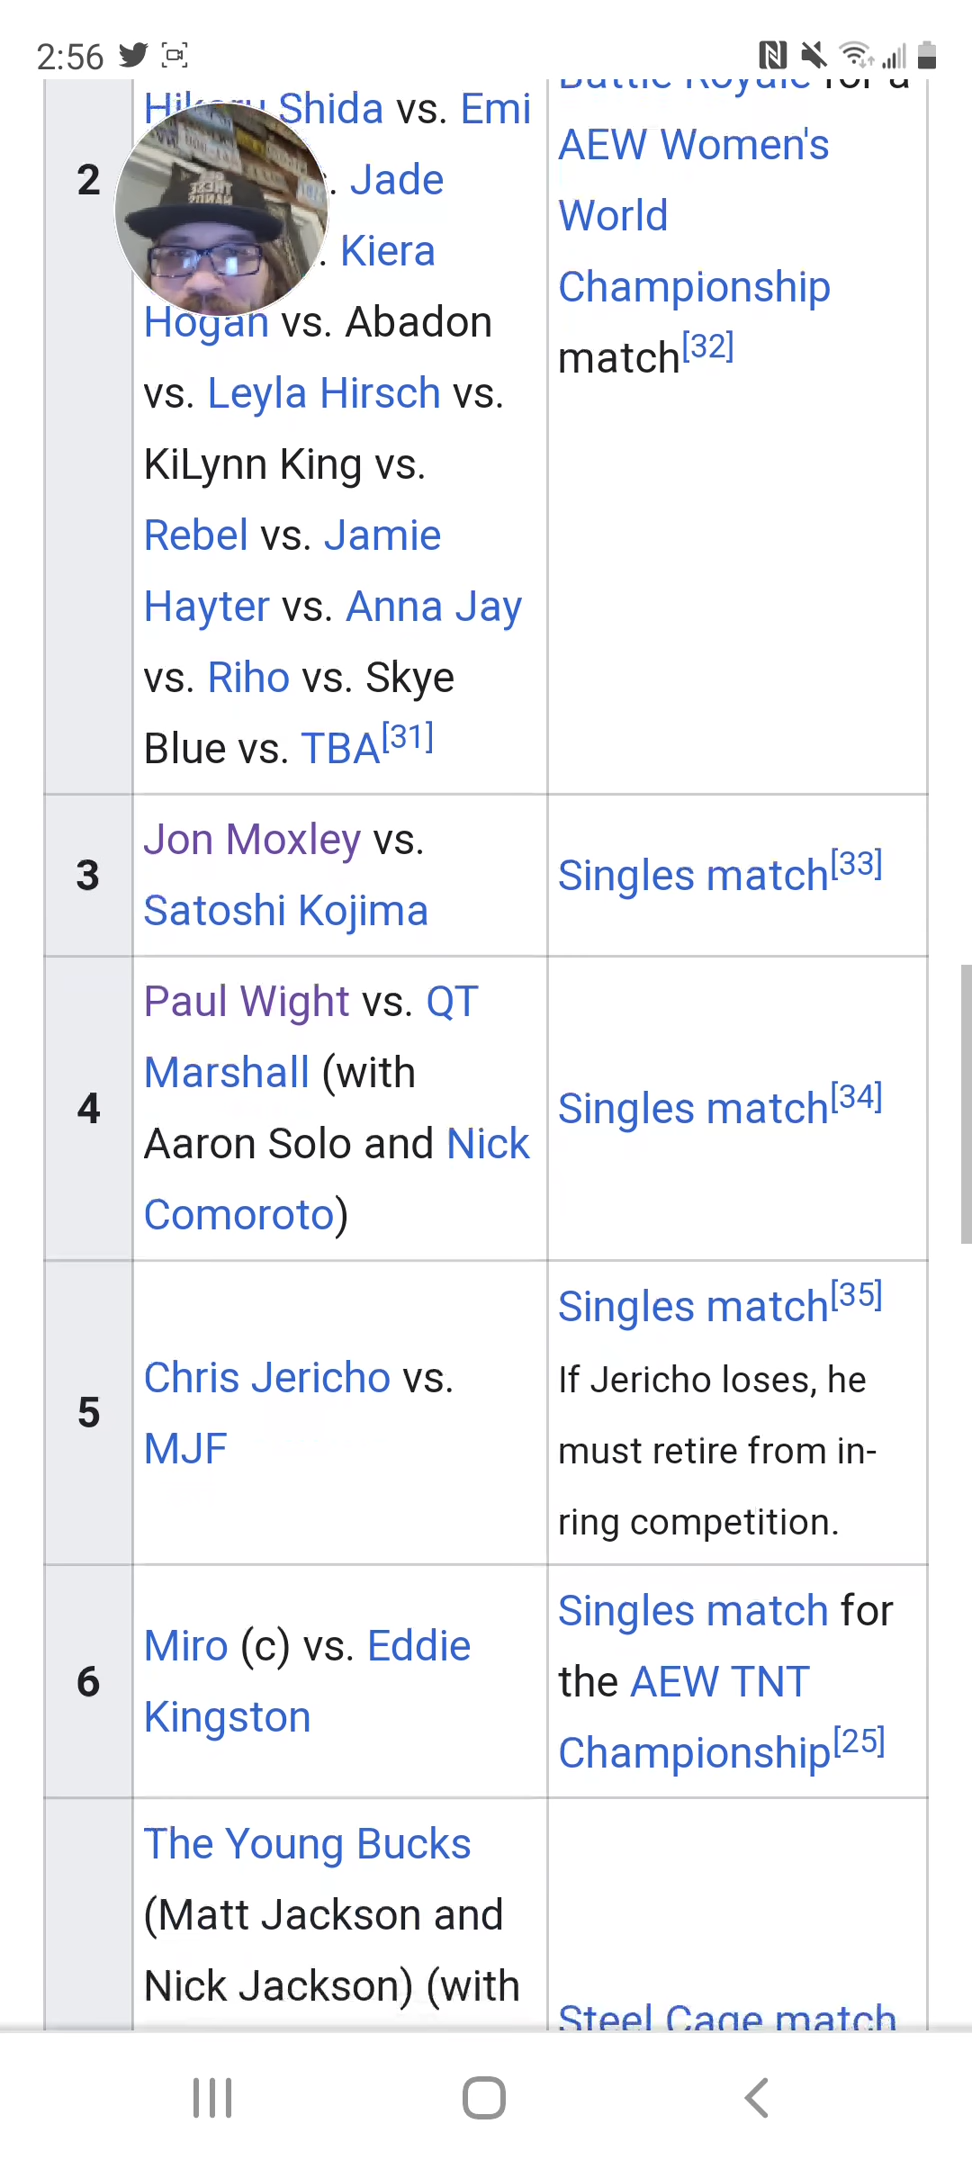 2:56
2
Shida vs. Emi
. Jade
. Kiera
Hogan vs. Abadon
vs. Leyla Hirsch vs.
KiLynn King vs.
Rebel vs. Jamie
Hayter vs. Anna Jay
vs. Riho vs. Skye
Blue vs. TBA[31]
Battle Royale for a
AEW Women's
World
Championship
match[32]
3
Jon Moxley vs.
Satoshi Kojima
Singles match[33]
4
Paul Wight vs. QT
Marshall (with
Aaron Solo and Nick
Comoroto)
Singles match[34]
5
Chris Jericho vs.
MJF
Singles match[35]
If Jericho loses, he
must retire from in-
ring competition.
6
Miro (c) vs. Eddie
Kingston
Singles match for
the AEW TNT
Championship[25]
The Young Bucks
(Matt Jackson and
Nick Jackson) (with
Steel Cage match